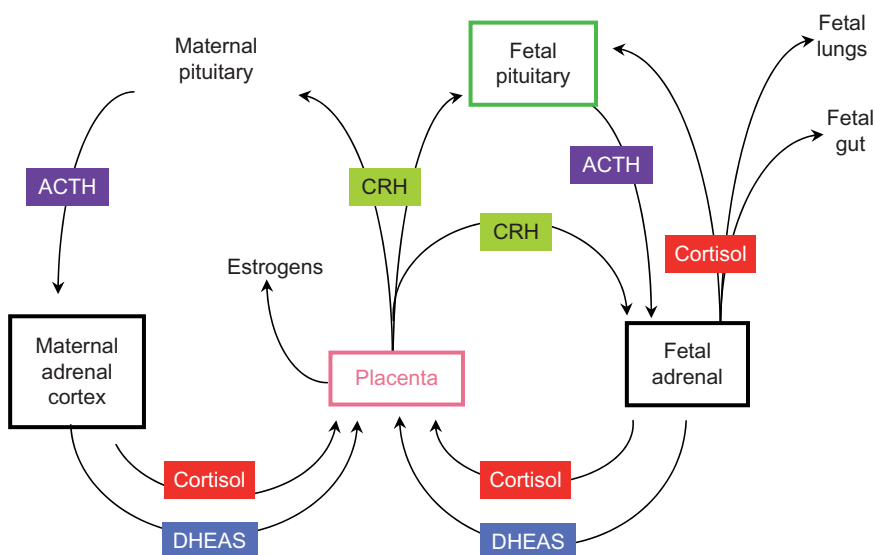 Maternal
pituitary
Fetal
pituitary
Fetal
lungs
Fetal
gut
ACTH
CRH
ACTH
CRH
Cortisol
Estrogens
Maternal
adrenal
cortex
Placenta
Fetal
adrenal
Cortisol
Cortisol
DHEAS
DHEAS